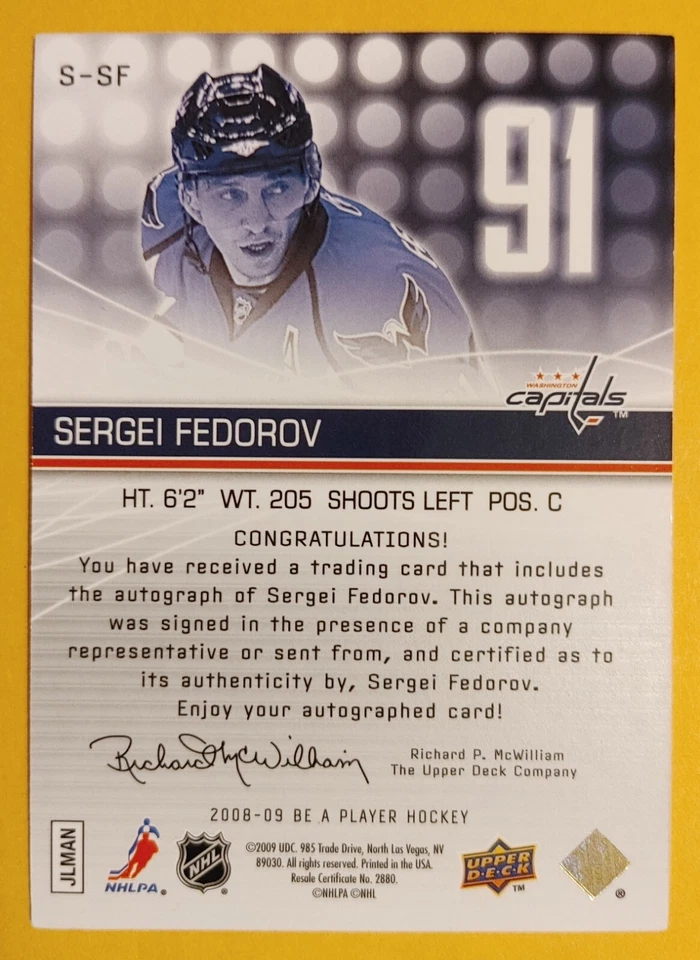 S-SF
91
WASHINGTON
capitals
TM
SERGEI FEDOROV
HT. 6'2" WT. 205 SHOOTS LEFT POS. C
CONGRATULATIONS!
You have received a trading card that includes
the autograph of Sergei Fedorov. This autograph
was signed in the presence of a company
representative or sent from, and certified as to
its authenticity by, Sergei Fedorov.
Enjoy your autographed card!
Richard McWilliam
Richard P. McWilliam
The Upper Deck Company
2008-09 BE A PLAYER HOCKEY
JLMAN
NHLPA®
NHL®
©2009 UDC. 985 Trade Drive, North Las Vegas, NV
89030. All rights reserved. Printed in the USA.
Resale Certificate No. 2880.
©NHLPA ©NHL
UPPER
D·E·C·K
TM
®